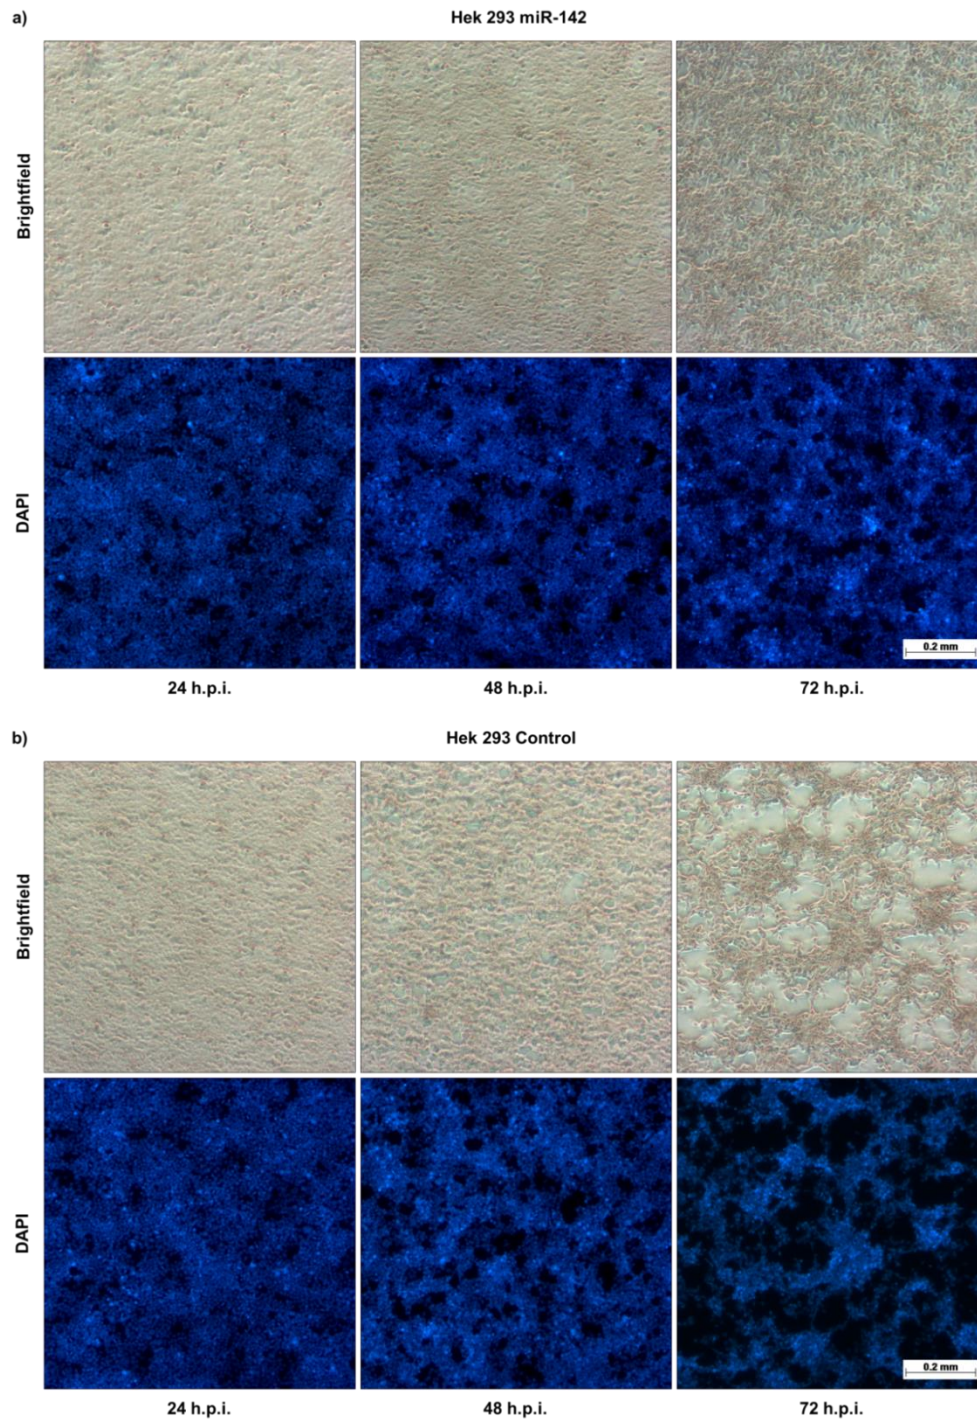 a)
Hek 293 miR-142
Brightfield
DAPI
0.2 mm
24 h.p.i.
48 h.p.i.
72 h.p.i.
b)
Hek 293 Control
Brightfield
DAPI
0.2 mm
24 h.p.i.
48 h.p.i.
72 h.p.i.